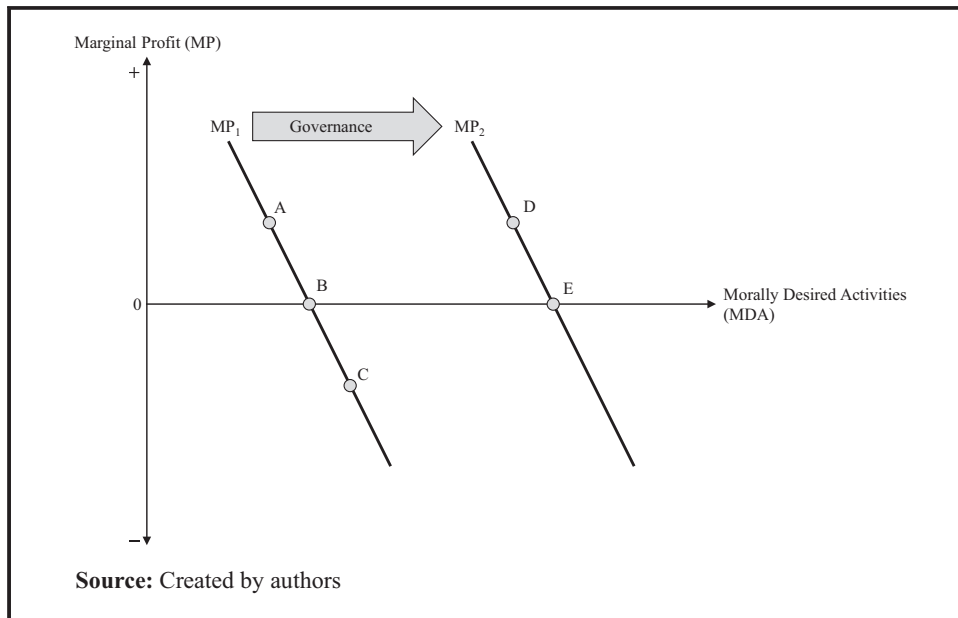 Marginal Profit (MP)
+
MP₁
Governance
MP₂
A
D
B
E
0
Morally Desired Activities
(MDA)
C
−
Source: Created by authors